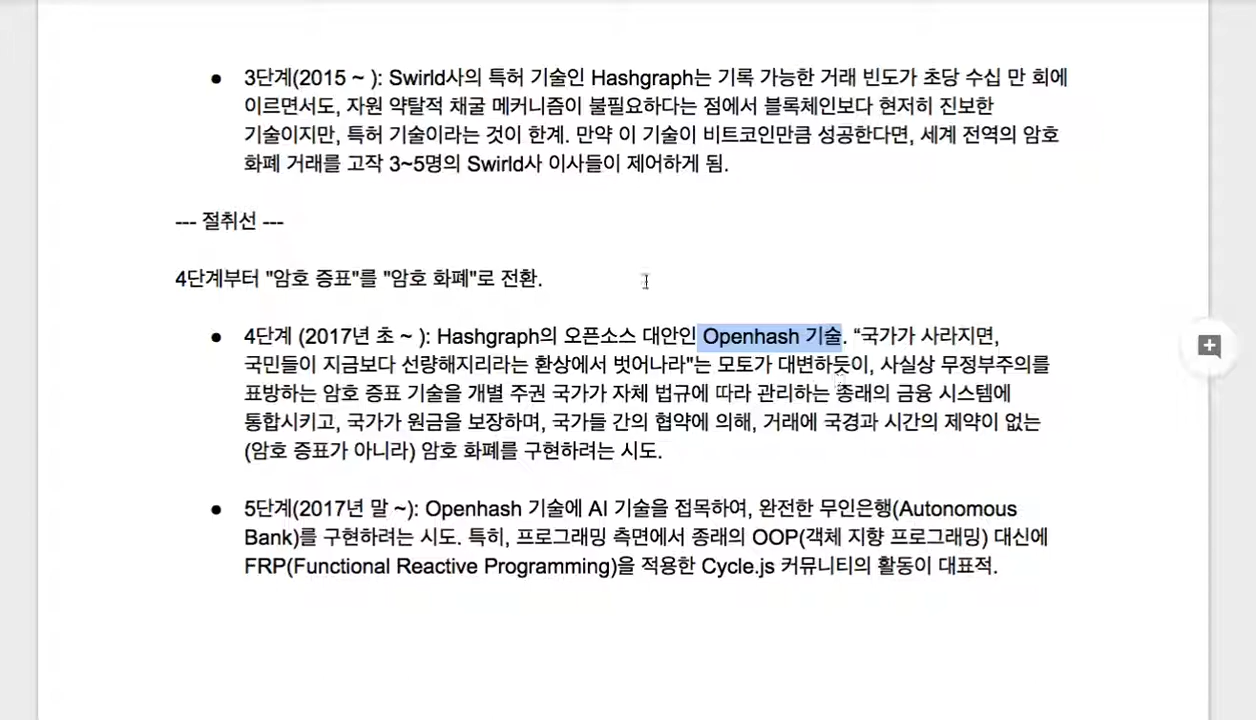 ● 3단계(2015 ~ ): Swirld사의 특허 기술인 Hashgraph는 기록 가능한 거래 빈도가 초당 수십 만 회에
이르면서도, 자원 약탈적 채굴 메커니즘이 불필요하다는 점에서 블록체인보다 현저히 진보한
기술이지만, 특허 기술이라는 것이 한계. 만약 이 기술이 비트코인만큼 성공한다면, 세계 전역의 암호
화폐 거래를 고작 3~5명의 Swirld사 이사들이 제어하게 됨.
--- 절취선 ---
4단계부터 "암호 증표"를 "암호 화폐"로 전환.
● 4단계 (2017년 초 ~ ): Hashgraph의 오픈소스 대안인 Openhash 기술. “국가가 사라지면,
국민들이 지금보다 선량해지리라는 환상에서 벗어나라"는 모토가 대변하듯이, 사실상 무정부주의를
표방하는 암호 증표 기술을 개별 주권 국가가 자체 법규에 따라 관리하는 종래의 금융 시스템에
통합시키고, 국가가 원금을 보장하며, 국가들 간의 협약에 의해, 거래에 국경과 시간의 제약이 없는
(암호 증표가 아니라) 암호 화폐를 구현하려는 시도.
● 5단계(2017년 말 ~): Openhash 기술에 AI 기술을 접목하여, 완전한 무인은행(Autonomous
Bank)를 구현하려는 시도. 특히, 프로그래밍 측면에서 종래의 OOP(객체 지향 프로그래밍) 대신에
FRP(Functional Reactive Programming)을 적용한 Cycle.js 커뮤니티의 활동이 대표적.